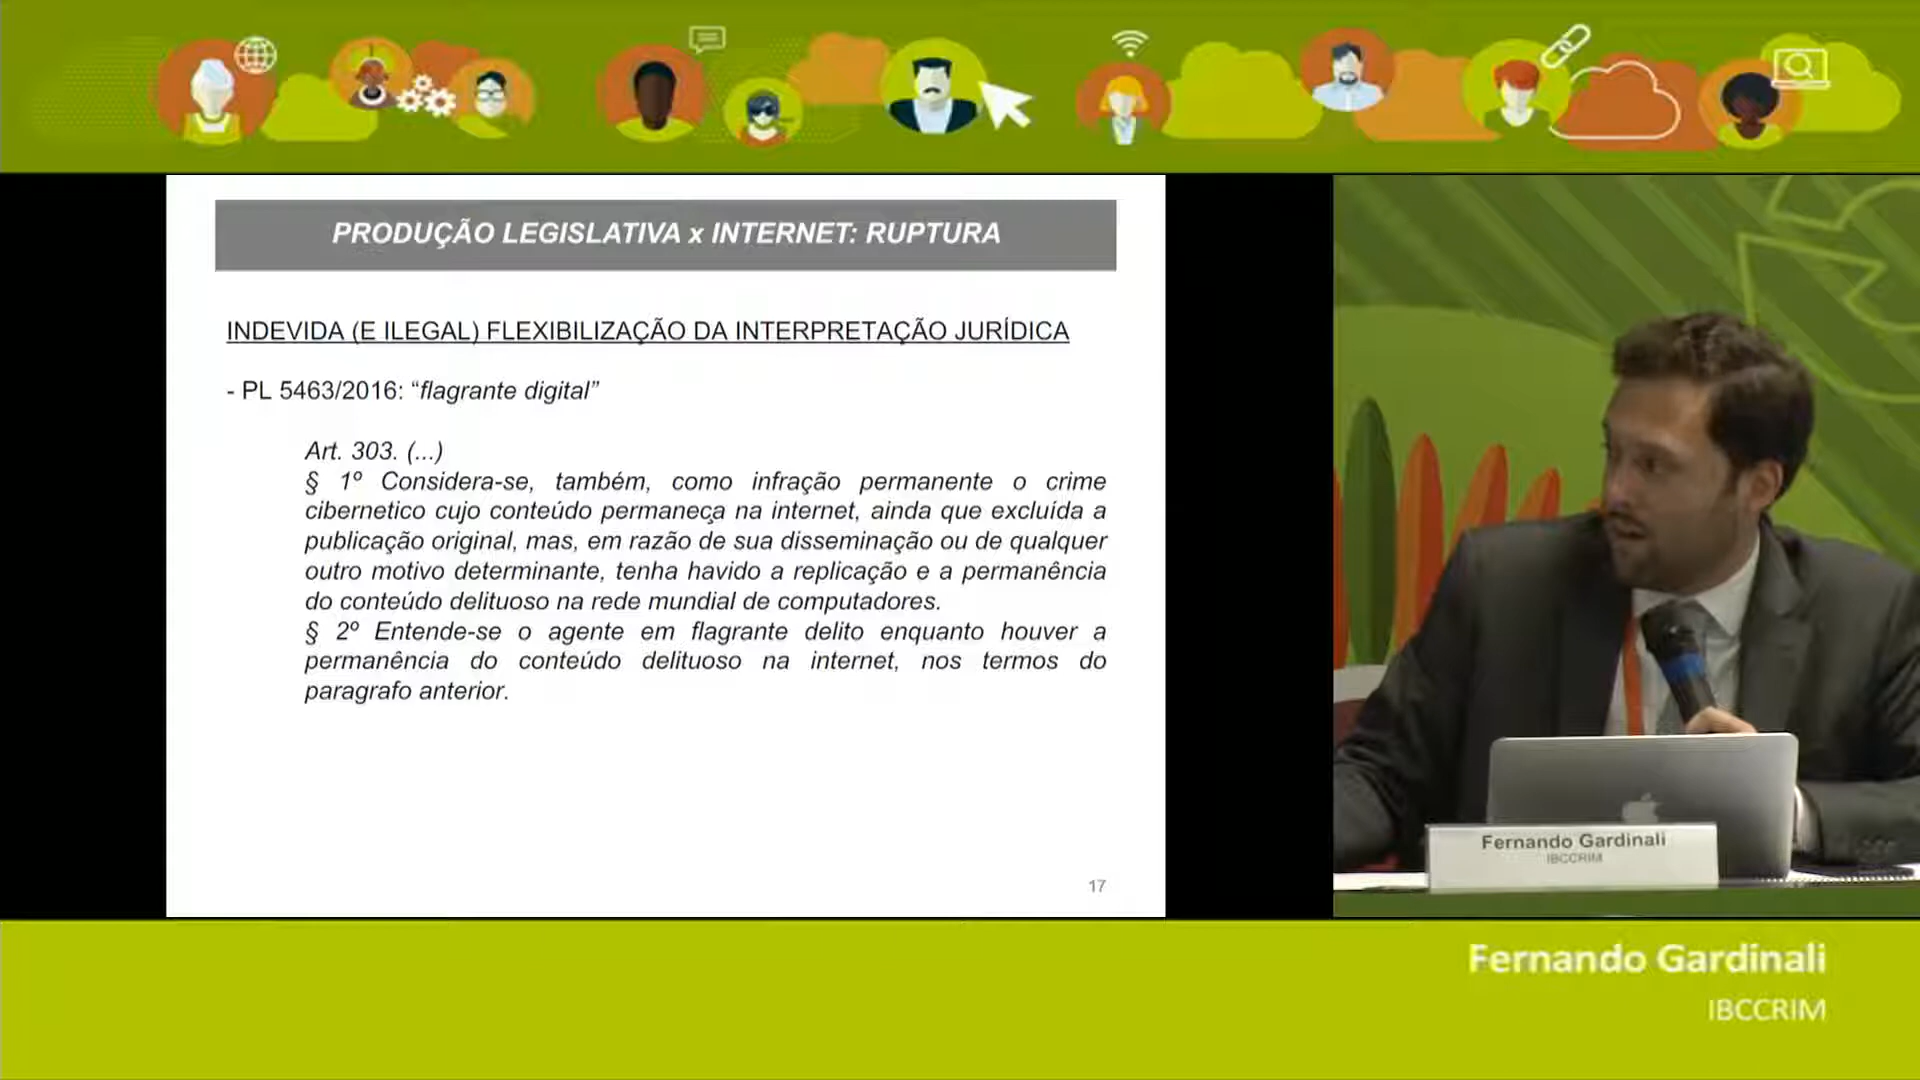 PRODUÇÃO LEGISLATIVA x INTERNET: RUPTURA
INDEVIDA (E ILEGAL) FLEXIBILIZAÇÃO DA INTERPRETAÇÃO JURÍDICA
- PL 5463/2016: “flagrante digital”
Art. 303. (...)
§ 1º Considera-se, também, como infração permanente o crime
cibernetico cujo conteúdo permaneça na internet, ainda que excluída a
publicação original, mas, em razão de sua disseminação ou de qualquer
outro motivo determinante, tenha havido a replicação e a permanência
do conteúdo delituoso na rede mundial de computadores.
§ 2º Entende-se o agente em flagrante delito enquanto houver a
permanência do conteúdo delituoso na internet, nos termos do
paragrafo anterior.
17
Fernando Gardinali
IBCCRIM
Fernando Gardinali
IBCCRIM